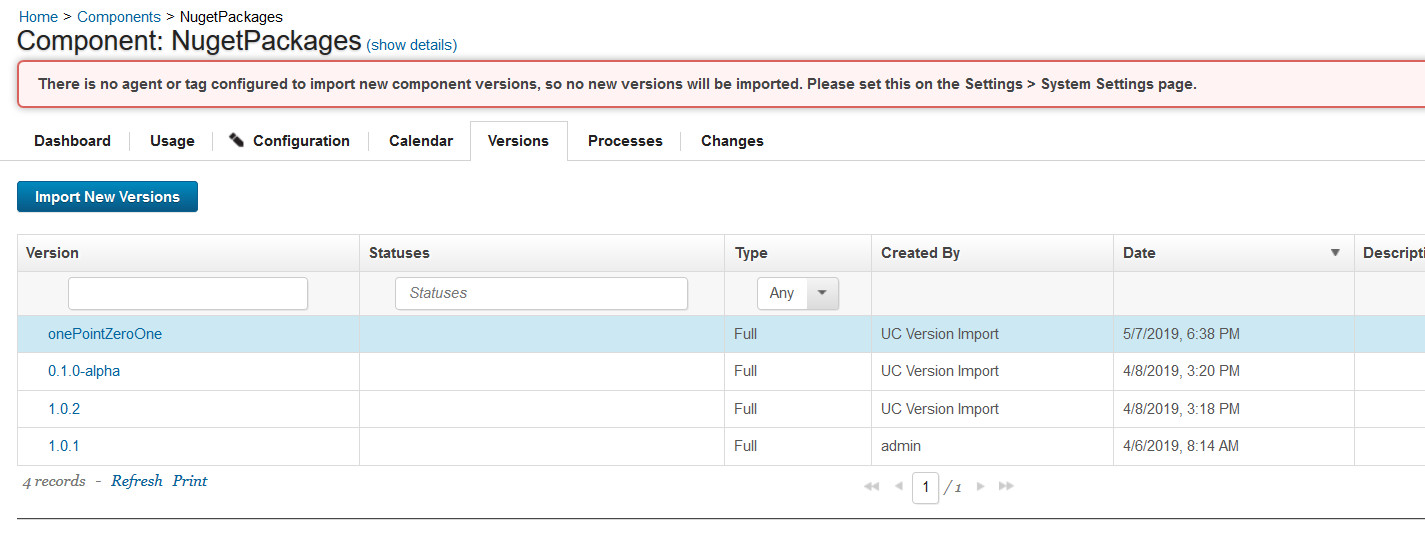 Home > Components > NugetPackages
Component: NugetPackages (show details)
There is no agent or tag configured to import new component versions, so no new versions will be imported. Please set this on the Settings > System Settings page.
Dashboard Usage Configuration Calendar Versions Processes Changes
Import New Versions
Version Statuses Type Created By Date Descripti
Statuses Any
onePointZeroOne Full UC Version Import 5/7/2019, 6:38 PM
0.1.0-alpha Full UC Version Import 4/8/2019, 3:20 PM
1.0.2 Full UC Version Import 4/8/2019, 3:18 PM
1.0.1 Full admin 4/6/2019, 8:14 AM
4 records - Refresh Print 1 / 1